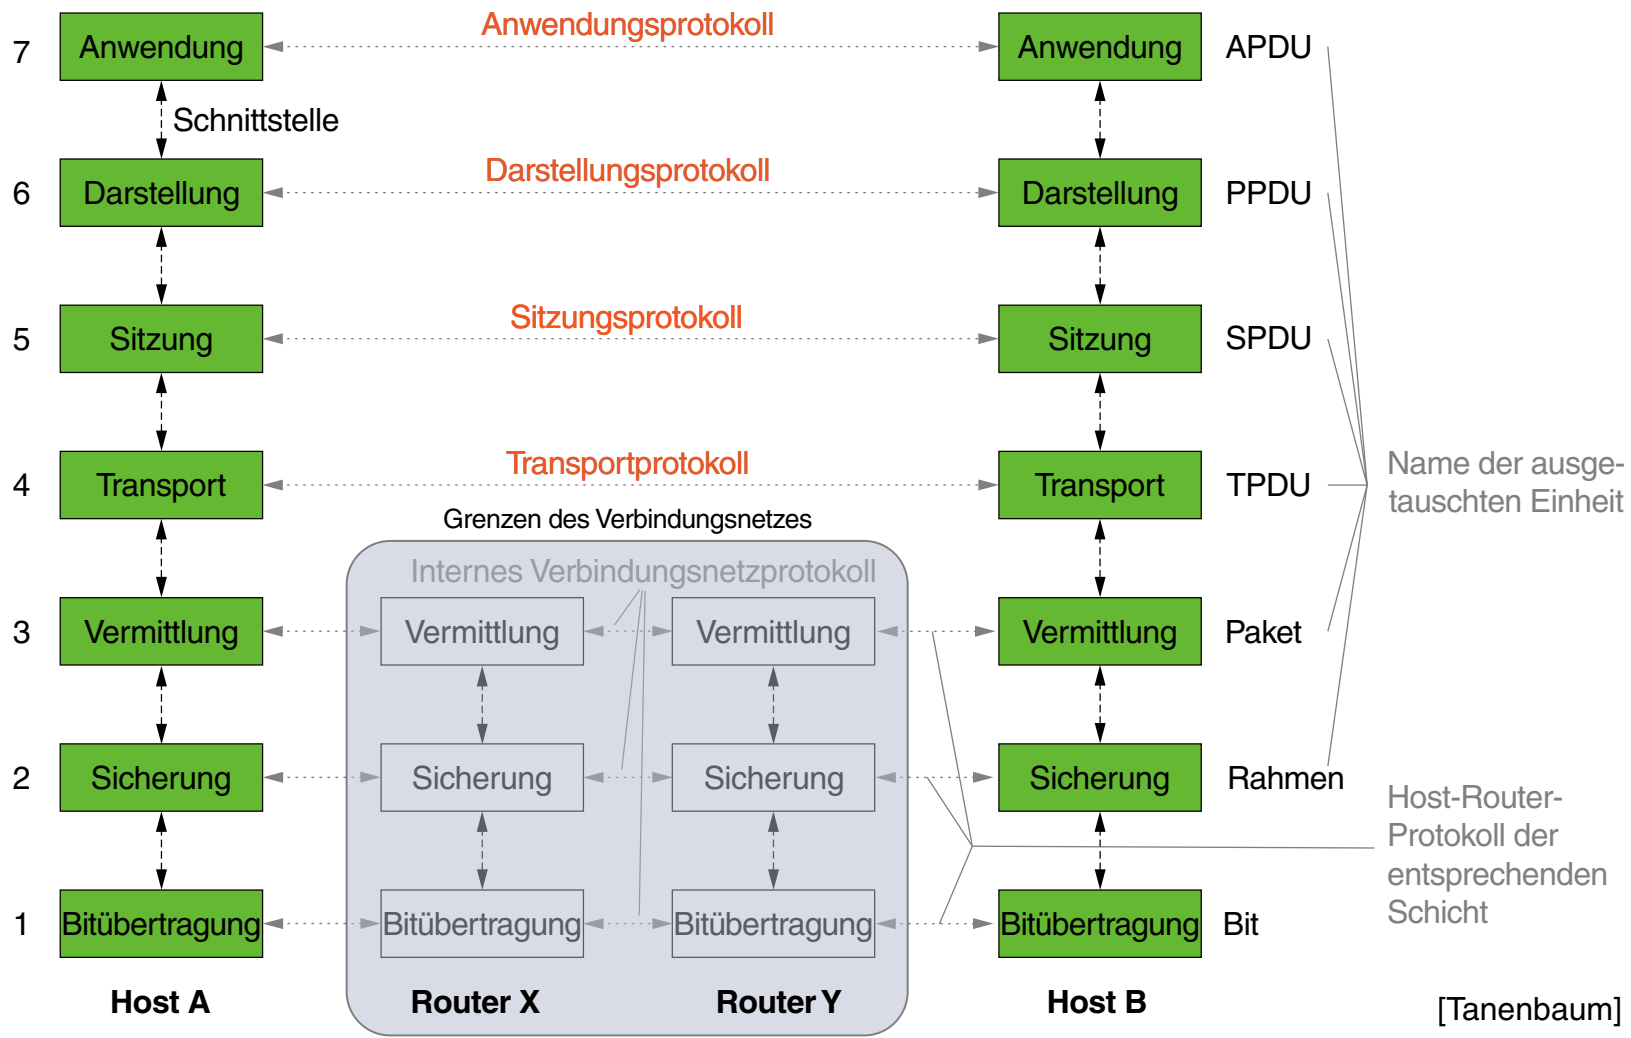 7
Anwendung
Anwendungsprotokoll
Anwendung
APDU
Schnittstelle
6
Darstellung
Darstellungsprotokoll
Darstellung
PPDU
5
Sitzung
Sitzungsprotokoll
Sitzung
SPDU
4
Transport
Transportprotokoll
Transport
TPDU
Name der ausge-
tauschten Einheit
Grenzen des Verbindungsnetzes
Internes Verbindungsnetzprotokoll
3
Vermittlung
Vermittlung
Vermittlung
Vermittlung
Paket
2
Sicherung
Sicherung
Sicherung
Sicherung
Rahmen
Host-Router-
Protokoll der
entsprechenden
Schicht
1
Bitübertragung
Bitübertragung
Bitübertragung
Bitübertragung
Bit
Host A
Router X
Router Y
Host B
[Tanenbaum]